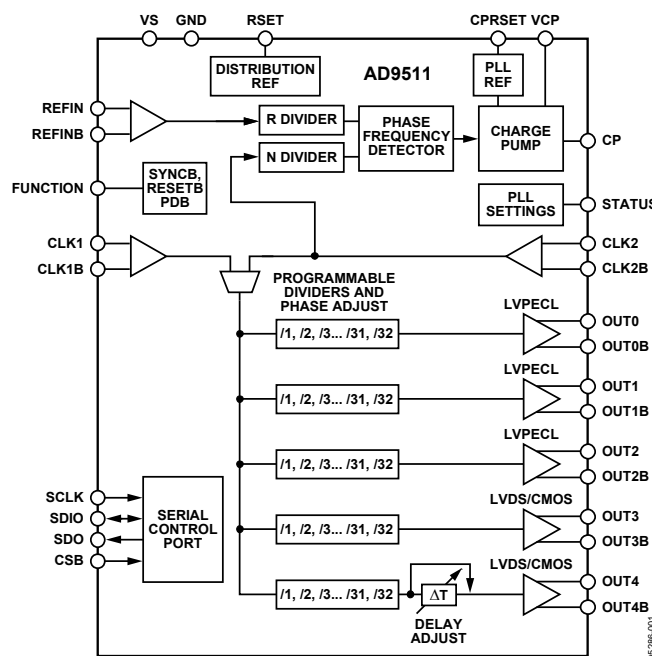 VS
GND
RSET
CPRSET
VCP
DISTRIBUTION
REF
AD9511
PLL
REF
REFIN
REFINB
R DIVIDER
N DIVIDER
PHASE
FREQUENCY
DETECTOR
CHARGE
PUMP
CP
FUNCTION
SYNCB,
RESETB
PDB
PLL
SETTINGS
STATUS
CLK1
CLK1B
CLK2
CLK2B
PROGRAMMABLE
DIVIDERS AND
PHASE ADJUST
LVPECL
/1, /2, /3... /31, /32
OUT0
OUT0B
LVPECL
/1, /2, /3... /31, /32
OUT1
OUT1B
LVPECL
/1, /2, /3... /31, /32
OUT2
OUT2B
SCLK
SDIO
SDO
CSB
SERIAL
CONTROL
PORT
LVDS/CMOS
/1, /2, /3... /31, /32
OUT3
OUT3B
LVDS/CMOS
/1, /2, /3... /31, /32
ΔT
DELAY
ADJUST
OUT4
OUT4B